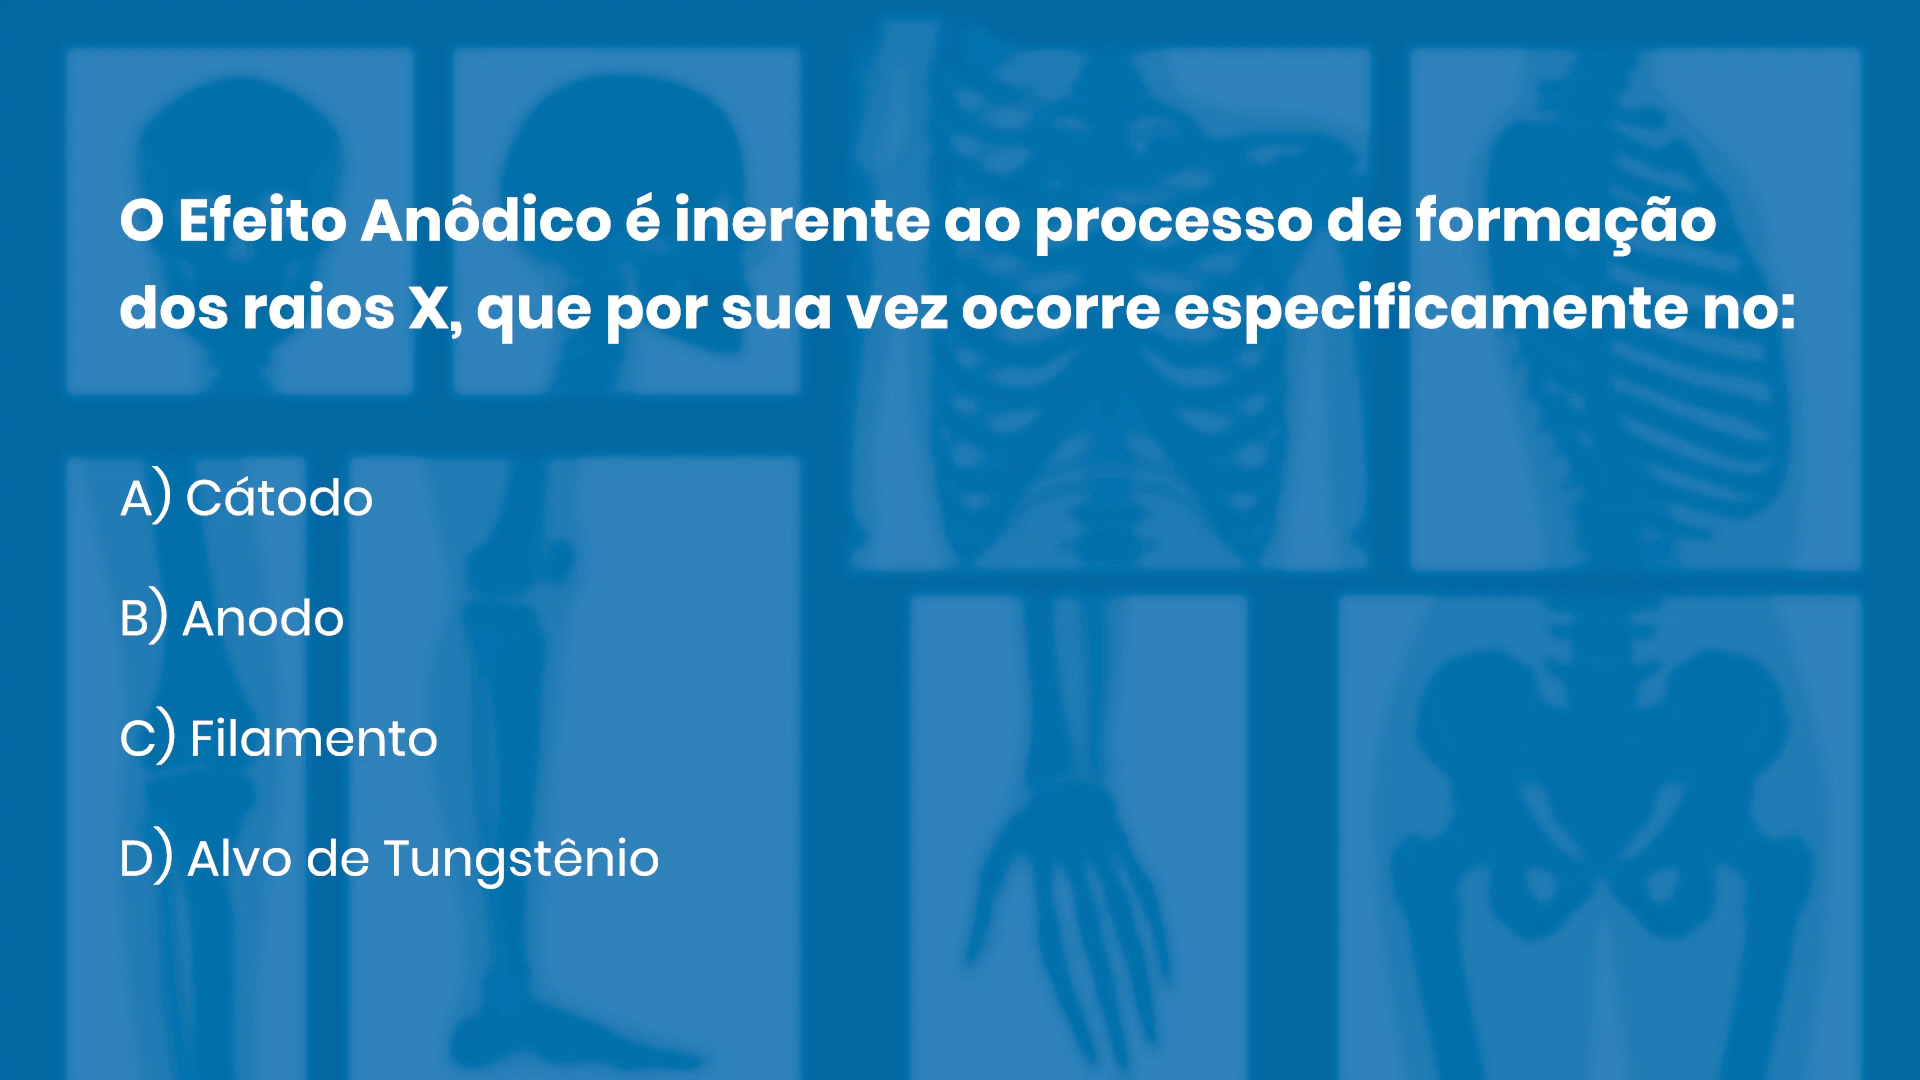 O Efeito Anôdico é inerente ao processo de formação
dos raios X, que por sua vez ocorre especificamente no:
A) Cátodo
B) Anodo
C) Filamento
D) Alvo de Tungstênio